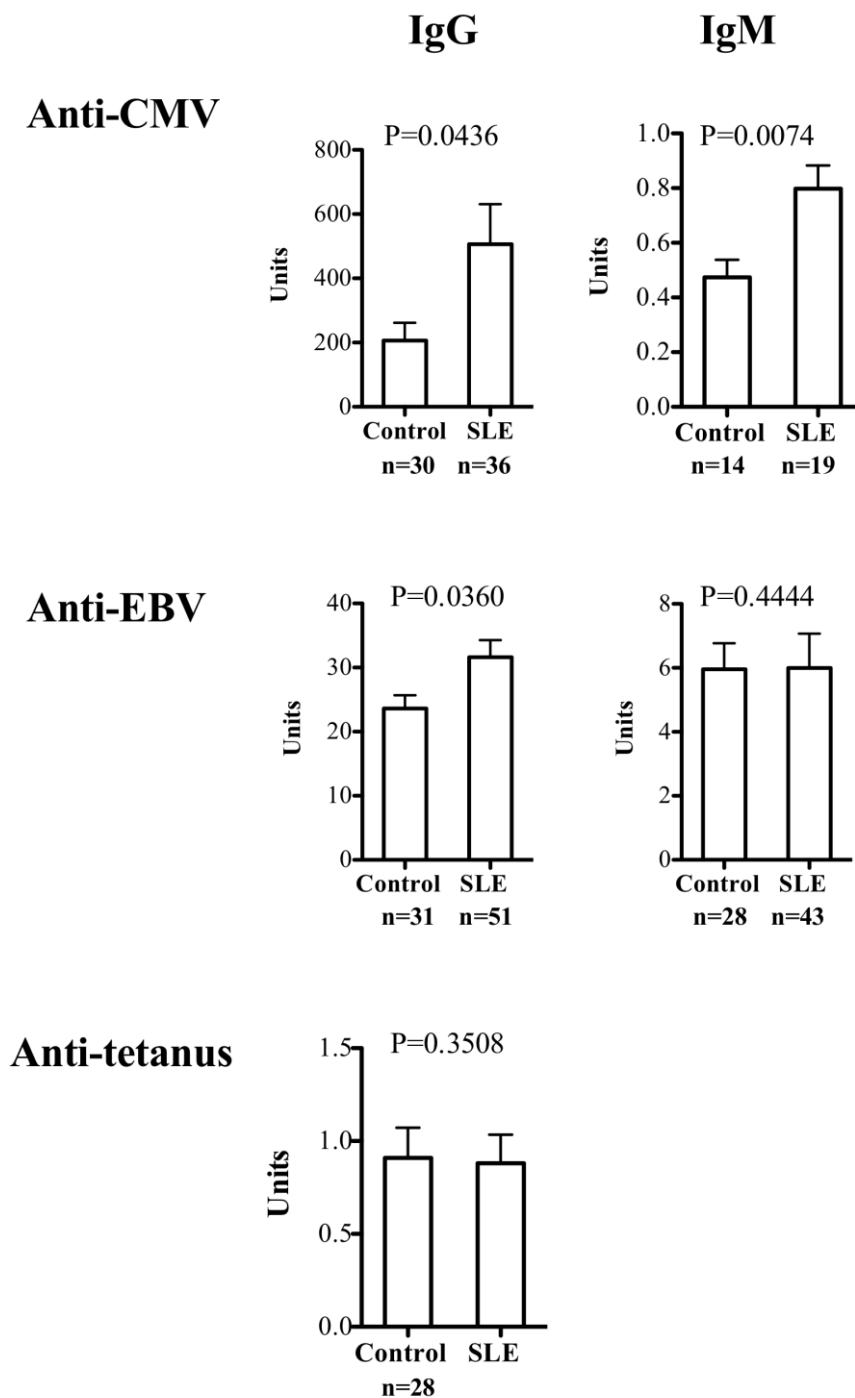 IgG IgM
Anti-CMV
P=0.0436
800
600
400
200
0
Units
Control SLE
n=30 n=36
P=0.0074
1.0
0.8
0.6
0.4
0.2
0.0
Units
Control SLE
n=14 n=19
Anti-EBV
P=0.0360
40
30
20
10
0
Units
Control SLE
n=31 n=51
P=0.4444
8
6
4
2
0
Units
Control SLE
n=28 n=43
Anti-tetanus
P=0.3508
1.5
1.0
0.5
0.0
Units
Control SLE
n=28